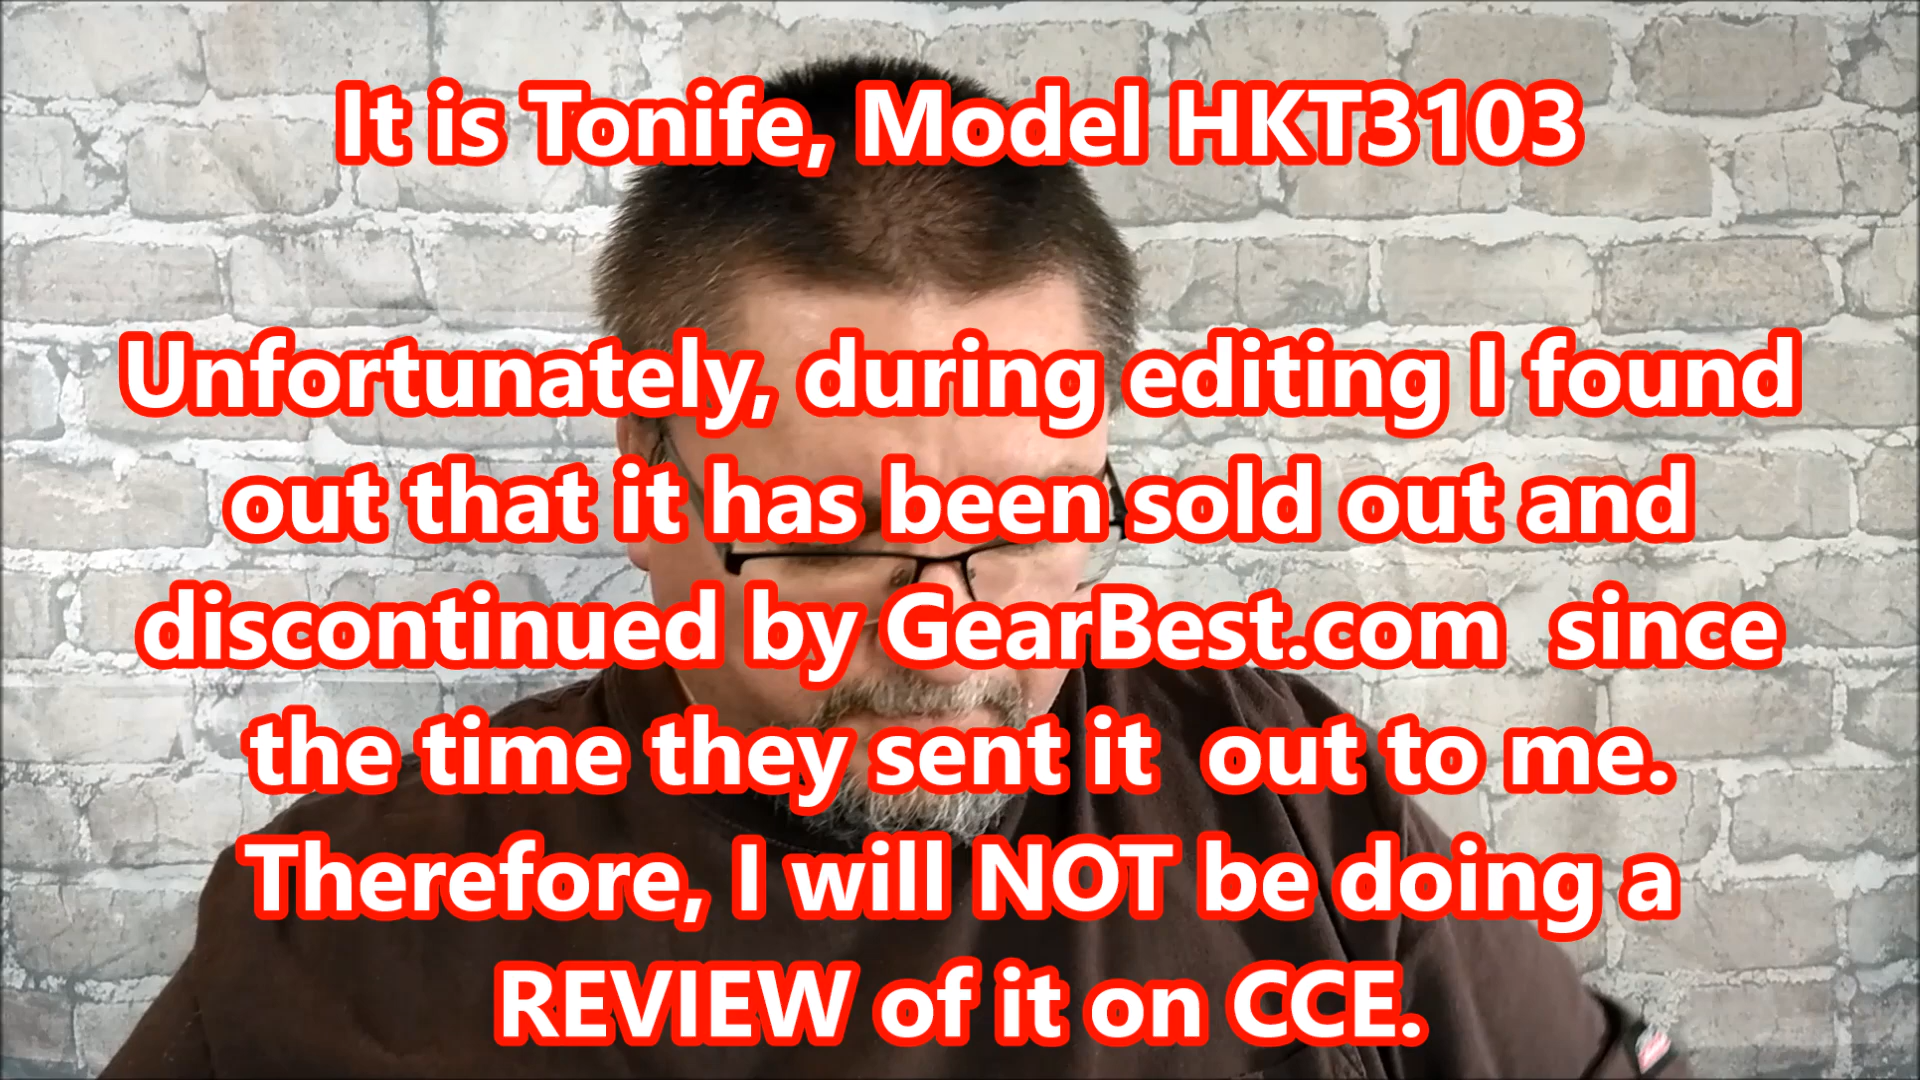 It is Tonife, Model HKT3103
Unfortunately, during editing I found
out that it has been sold out and
discontinued by GearBest.com  since
the time they sent it  out to me.
Therefore, I will NOT be doing a
REVIEW of it on CCE.